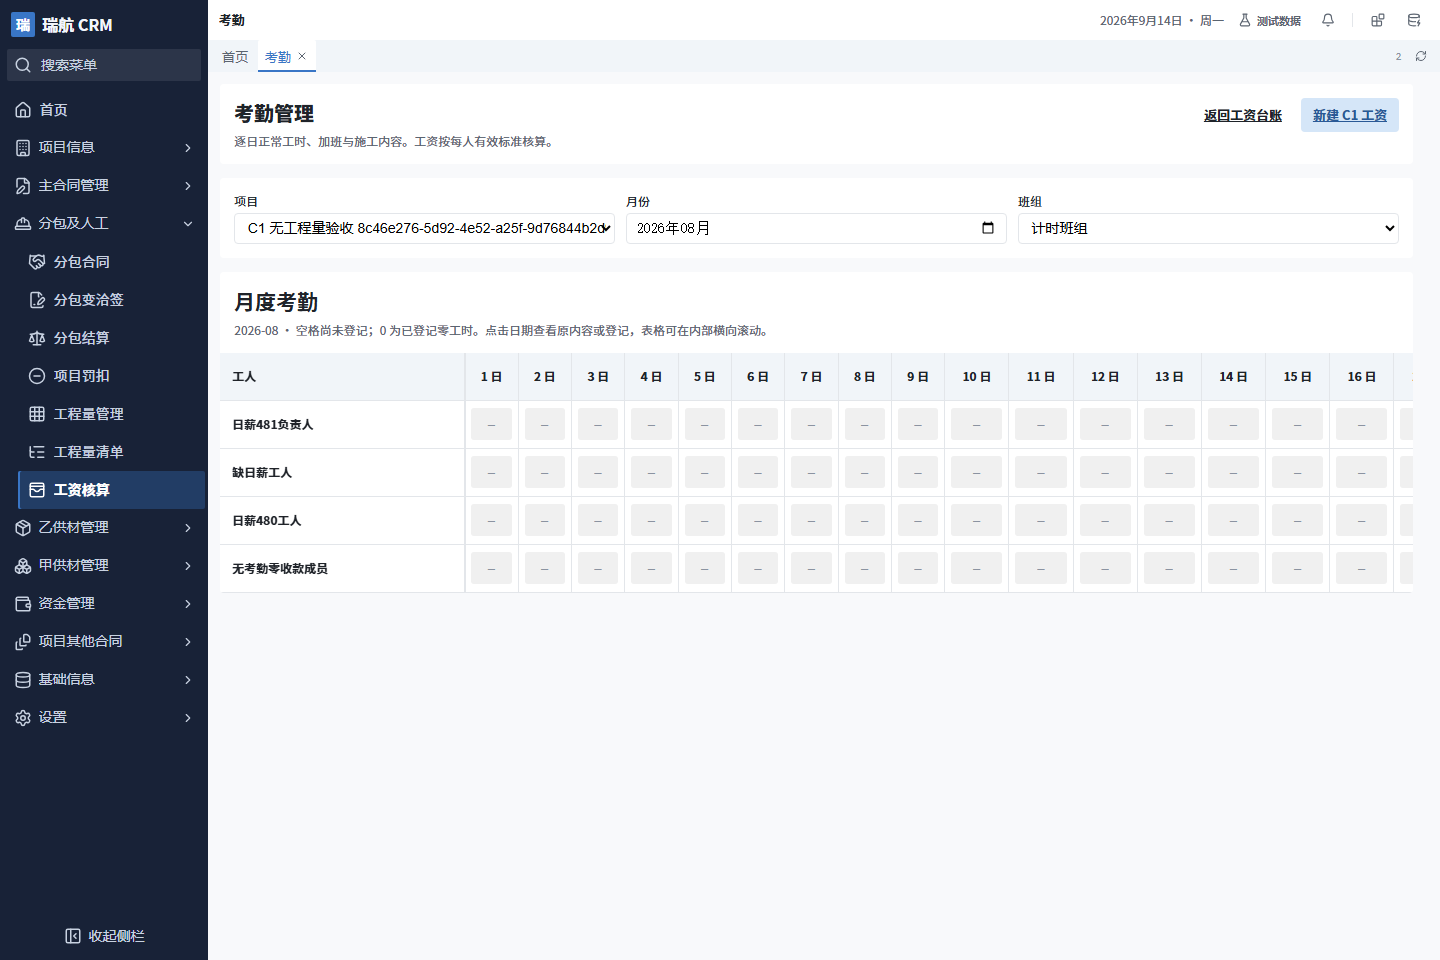 瑞 瑞航 CRM
搜索菜单
首页
项目信息
主合同管理
分包及人工
分包合同
分包变洽签
分包结算
项目罚扣
工程量管理
工程量清单
工资核算
乙供材管理
甲供材管理
资金管理
项目其他合同
基础信息
设置
收起侧栏
考勤
2026年9月14日 · 周一 测试数据
首页 考勤 2
考勤管理
逐日正常工时、加班与施工内容。工资按每人有效标准核算。
返回工资台账 新建 C1 工资
项目 月份 班组
C1 无工程量验收 8c46e276-5d92-4e52-a25f-9d76844b2d 2026年08月 计时班组
月度考勤
2026-08 · 空格尚未登记；0 为已登记零工时。点击日期查看原内容或登记，表格可在内部横向滚动。
工人 1 日 2 日 3 日 4 日 5 日 6 日 7 日 8 日 9 日 10 日 11 日 12 日 13 日 14 日 15 日 16 日
日薪481负责人 — — — — — — — — — — — — — — — —
缺日薪工人 — — — — — — — — — — — — — — — —
日薪480工人 — — — — — — — — — — — — — — — —
无考勤零收款成员 — — — — — — — — — — — — — — — —